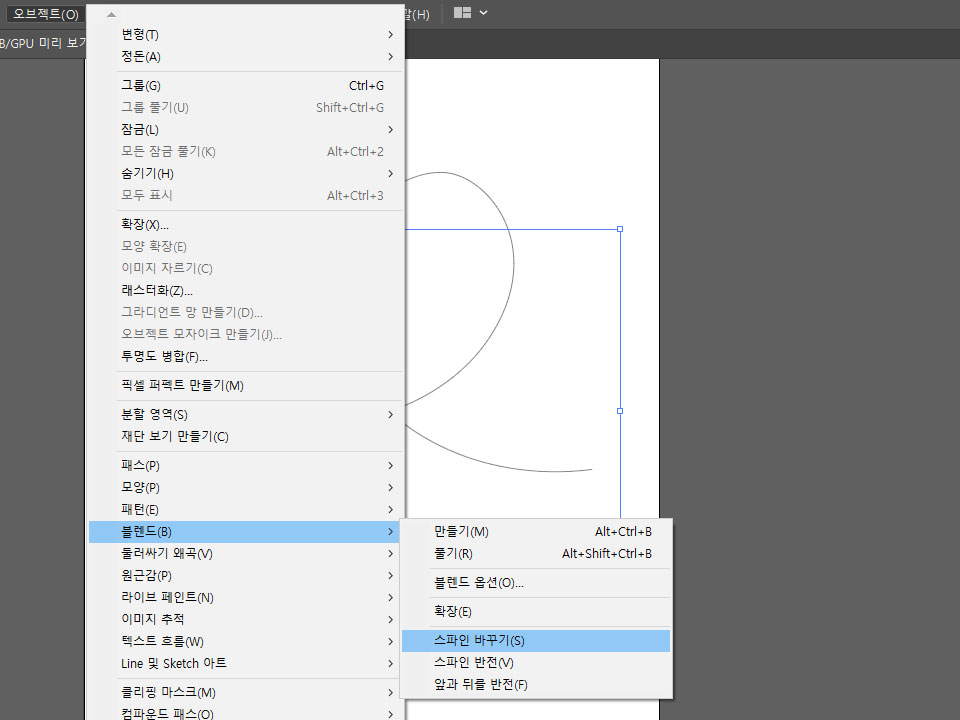 오브젝트(O)
말(H)
B/GPU 미리 보기
변형(T)
정돈(A)
그룹(G) Ctrl+G
그룹 풀기(U) Shift+Ctrl+G
잠금(L)
모든 잠금 풀기(K) Alt+Ctrl+2
숨기기(H)
모두 표시 Alt+Ctrl+3
확장(X)...
모양 확장(E)
이미지 자르기(C)
래스터화(Z)...
그라디언트 망 만들기(D)...
오브젝트 모자이크 만들기(J)...
투명도 병합(F)...
픽셀 퍼펙트 만들기(M)
분할 영역(S)
재단 보기 만들기(C)
패스(P)
모양(P)
패턴(E)
블렌드(B)
둘러싸기 왜곡(V)
원근감(P)
라이브 페인트(N)
이미지 추적
텍스트 흐름(W)
Line 및 Sketch 아트
클리핑 마스크(M)
컴파운드 패스(O)
만들기(M) Alt+Ctrl+B
풀기(R) Alt+Shift+Ctrl+B
블렌드 옵션(O)...
확장(E)
스파인 바꾸기(S)
스파인 반전(V)
앞과 뒤를 반전(F)